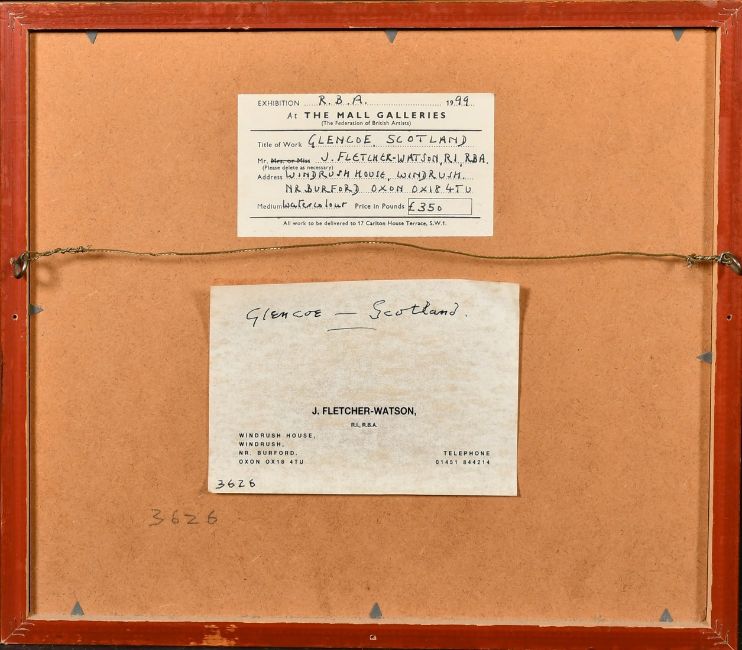 EXHIBITION R.B.A. 1999
At THE MALL GALLERIES
(The Federation of British Artists)
Title of Work GLENCOE, SCOTLAND
Mr. Mrs. or Miss J. FLETCHER-WATSON, R.I., RBA.
(Please delete as necessary)
Address WINDRUSH HOUSE, WINDRUSH.
NR. BURFORD OXON OX18 4TU
Medium Watercolour Price in Pounds £350
All work to be delivered to 17 Carlton House Terrace, S.W.1.
Glencoe — Scotland.
J. FLETCHER-WATSON,
R.I., R.B.A.
WINDRUSH HOUSE,
WINDRUSH,
NR. BURFORD,
OXON OX18 4TU
TELEPHONE
01451 844214
3626
3626